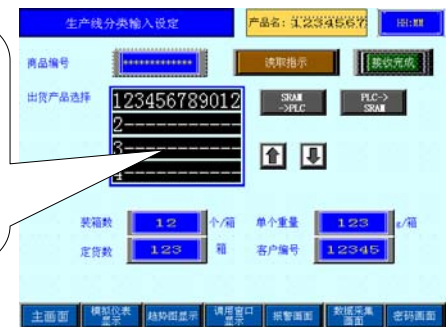 生产线分类输入设定 产品名: 1234567 HH:MM
商品编号 ************* 读取指示 接收完成
出货产品选择 123456789012 SRAM ->PLC PLC-> SRAM
2-----------
3-----------
4-----------
装箱数 12 个/箱 单个重量 123 g/箱
定货数 123 箱 客户编号 12345
主画面 模拟仪表显示 趋势图显示 调用窗口显示 报警画面 数据采集画面 密码画面